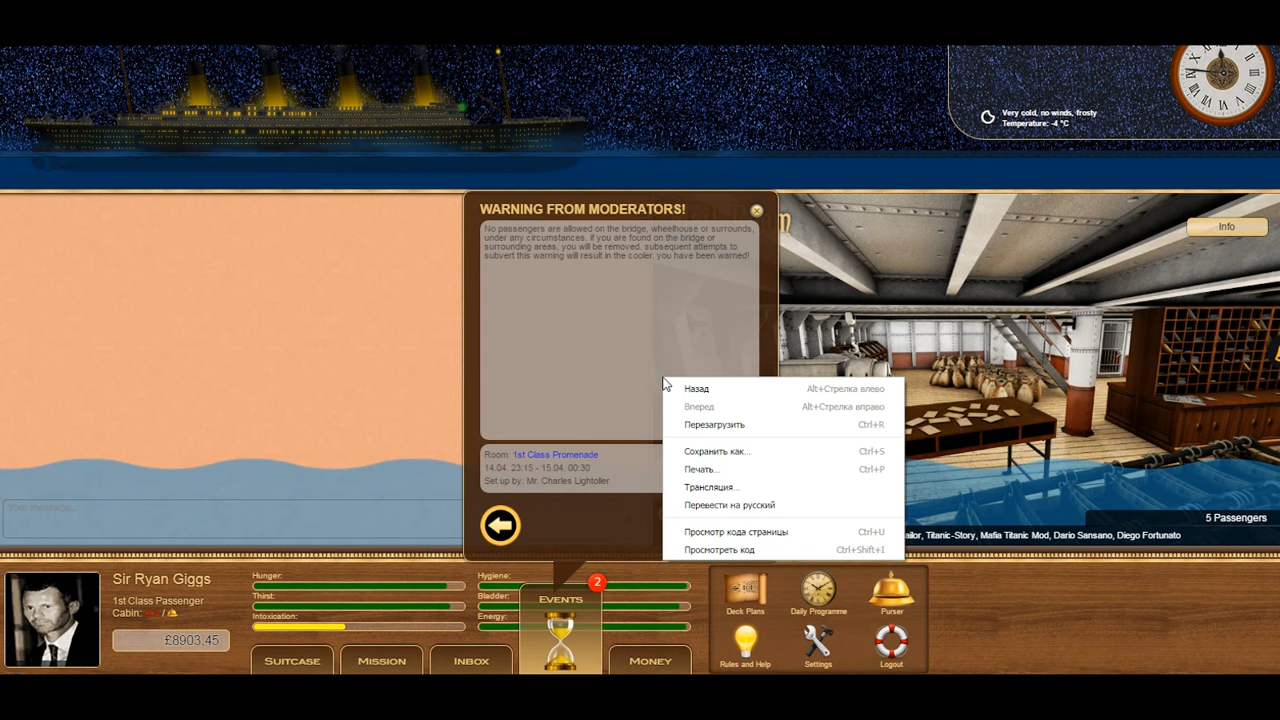 Very cold, no winds, frosty
Temperature: -4 °C
WARNING FROM MODERATORS!
Info
No passengers are allowed on the bridge, wheelhouse or surrounds,
under any circumstances. if you are found on the bridge or
surrounding areas, you will be removed. subsequent attempts to
subvert this warning will result in the cooler. you have been warned!
Назад Alt+Стрелка влево
Вперед Alt+Стрелка вправо
Перезагрузить Ctrl+R
Сохранить как... Ctrl+S
Печать... Ctrl+P
Трансляция...
Перевести на русский
Просмотр кода страницы Ctrl+U
Просмотреть код Ctrl+Shift+I
Room: 1st Class Promenade
14.04. 23:15 - 15.04. 00:30
Set up by: Mr. Charles Lightoller
Your message...
5 Passengers
Mafia Titanic Mod, Dario Sansano, Diego Fortunato
Sir Ryan Giggs
1st Class Passenger
Cabin:
£8903,45
Hunger:
Thirst:
Intoxication:
Hygiene:
Bladder:
Energy:
2
EVENTS
SUITCASE
MISSION
INBOX
MONEY
Deck Plans
Daily Programme
Purser
Rules and Help
Settings
Logout